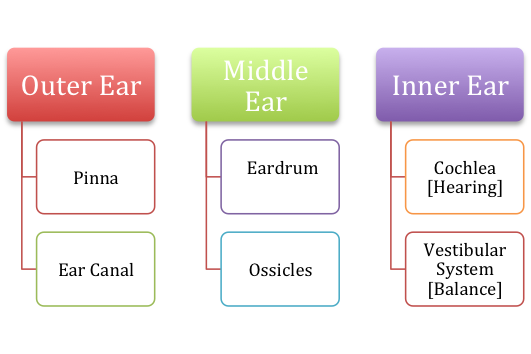 Outer Ear
Pinna
Ear Canal
Middle
Ear
Eardrum
Ossicles
Inner Ear
Cochlea
[Hearing]
Vestibular
System
[Balance]